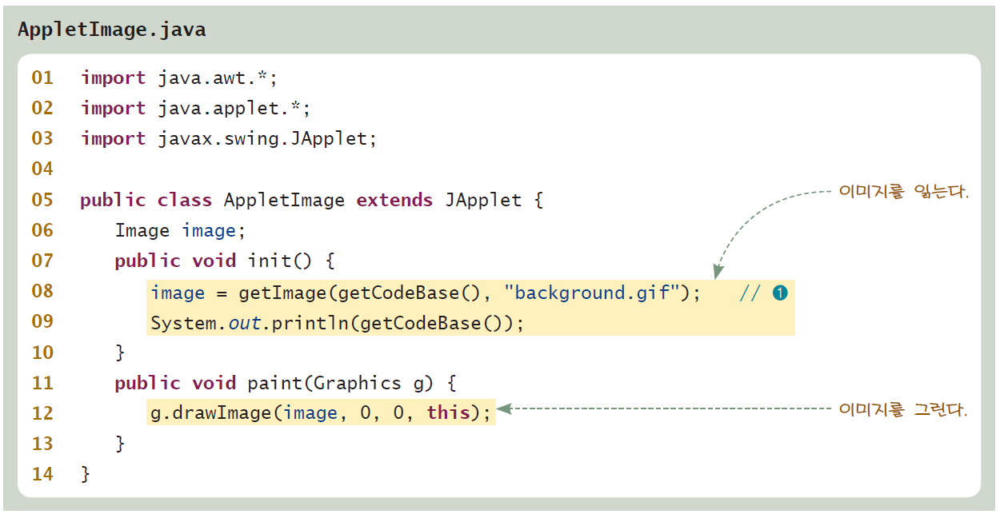 AppletImage.java
01 import java.awt.*;
02 import java.applet.*;
03 import javax.swing.JApplet;
04
05 public class AppletImage extends JApplet {
이미지를 읽는다.
06 Image image;
07 public void init() {
08 image = getImage(getCodeBase(), "background.gif"); // ❶
09 System.out.println(getCodeBase());
10 }
11 public void paint(Graphics g) {
12 g.drawImage(image, 0, 0, this);
이미지를 그린다.
13 }
14 }